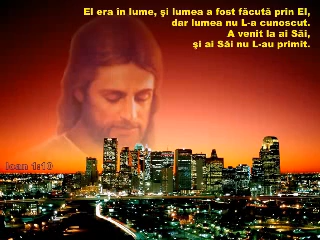 El era în lume, şi lumea a fost făcută prin El,
dar lumea nu L-a cunoscut.
A venit la ai Săi,
şi ai Săi nu L-au primit.
Ioan 1:10